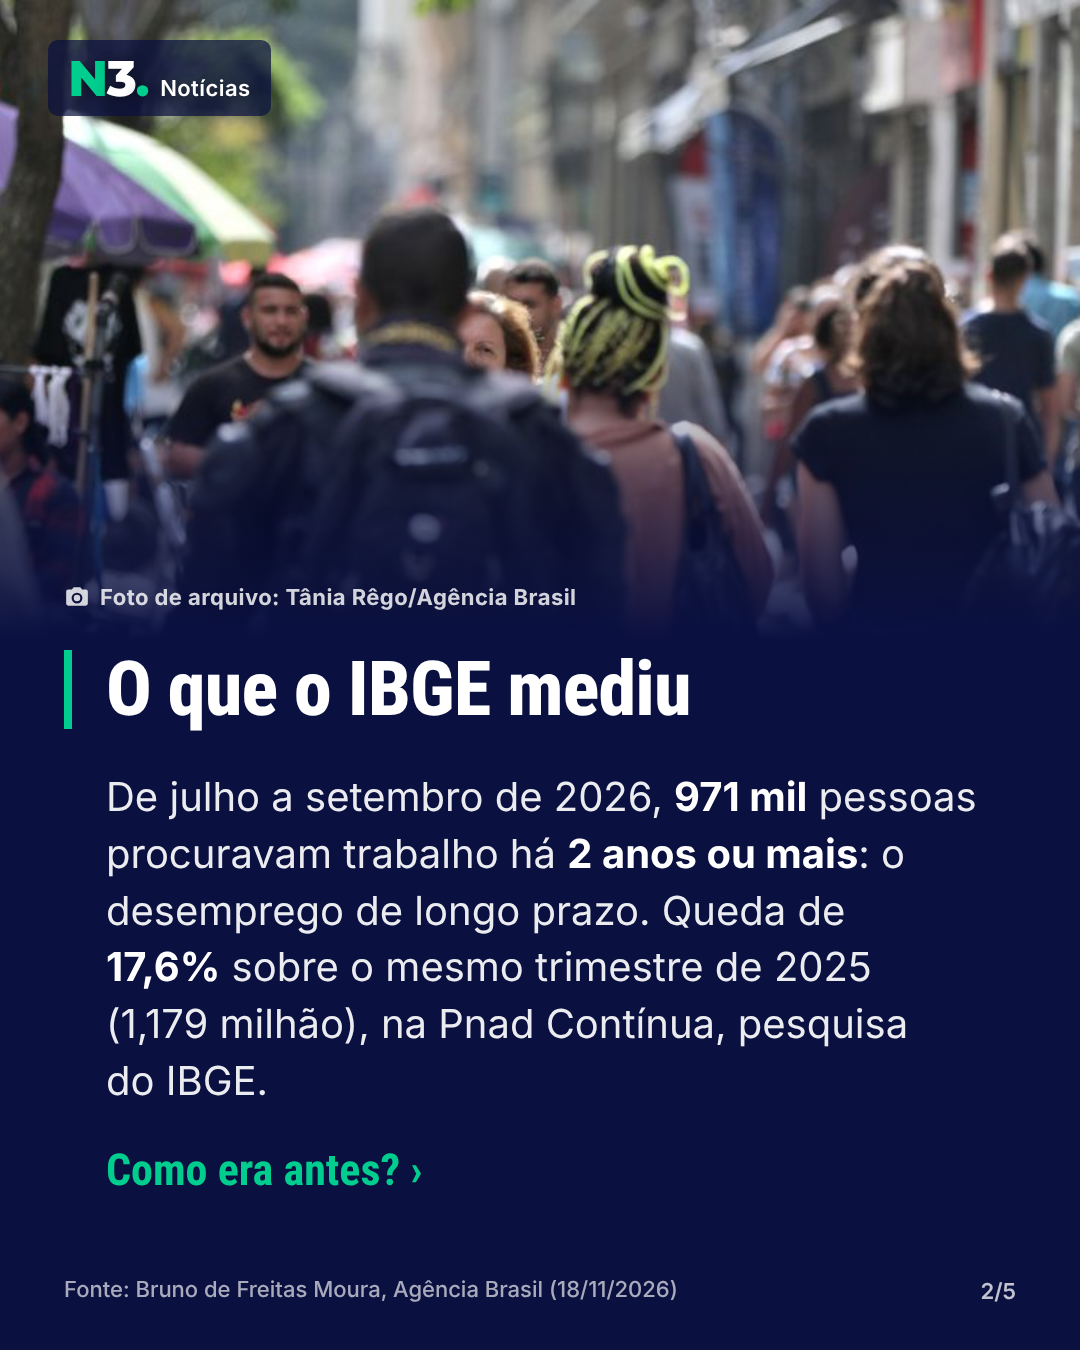 N3. Notícias
Foto de arquivo: Tânia Rêgo/Agência Brasil
O que o IBGE mediu
De julho a setembro de 2026, 971 mil pessoas
procuravam trabalho há 2 anos ou mais: o
desemprego de longo prazo. Queda de
17,6% sobre o mesmo trimestre de 2025
(1,179 milhão), na Pnad Contínua, pesquisa
do IBGE.
Como era antes? ›
Fonte: Bruno de Freitas Moura, Agência Brasil (18/11/2026)
2/5